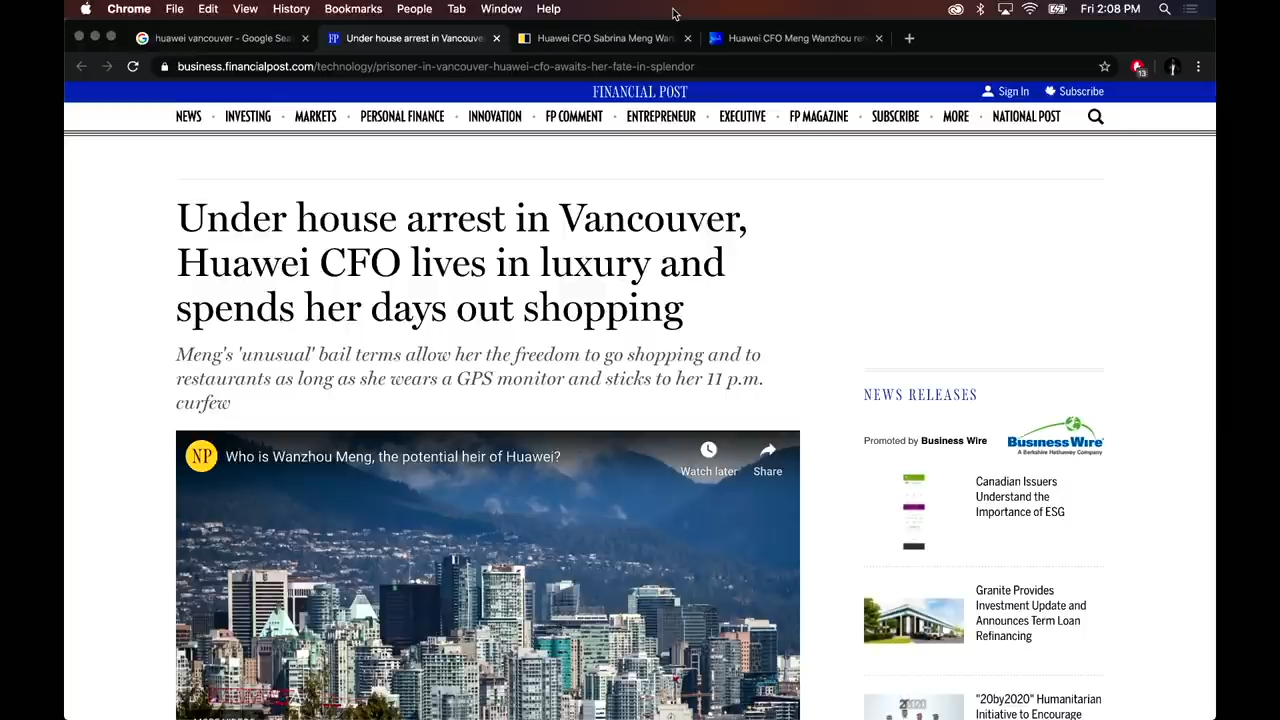 Chrome File Edit View History Bookmarks People Tab Window Help Fri 2:08 PM
huawei vancouver - Google Sea
Under house arrest in Vancouve
Huawei CFO Sabrina Meng Wan
Huawei CFO Meng Wanzhou re
business.financialpost.com/technology/prisoner-in-vancouver-huawei-cfo-awaits-her-fate-in-splendor
13
FINANCIAL POST
Sign In Subscribe
NEWS · INVESTING · MARKETS · PERSONAL FINANCE · INNOVATION · FP COMMENT · ENTREPRENEUR · EXECUTIVE · FP MAGAZINE · SUBSCRIBE · MORE · NATIONAL POST
Under house arrest in Vancouver,
Huawei CFO lives in luxury and
spends her days out shopping
Meng's 'unusual' bail terms allow her the freedom to go shopping and to
restaurants as long as she wears a GPS monitor and sticks to her 11 p.m.
curfew
NP Who is Wanzhou Meng, the potential heir of Huawei?
Watch later Share
NEWS RELEASES
Promoted by Business Wire
BusinessWire
A Berkshire Hathaway Company
Canadian Issuers
Understand the
Importance of ESG
Granite Provides
Investment Update and
Announces Term Loan
Refinancing
"20by2020" Humanitarian
Initiative to Encourage